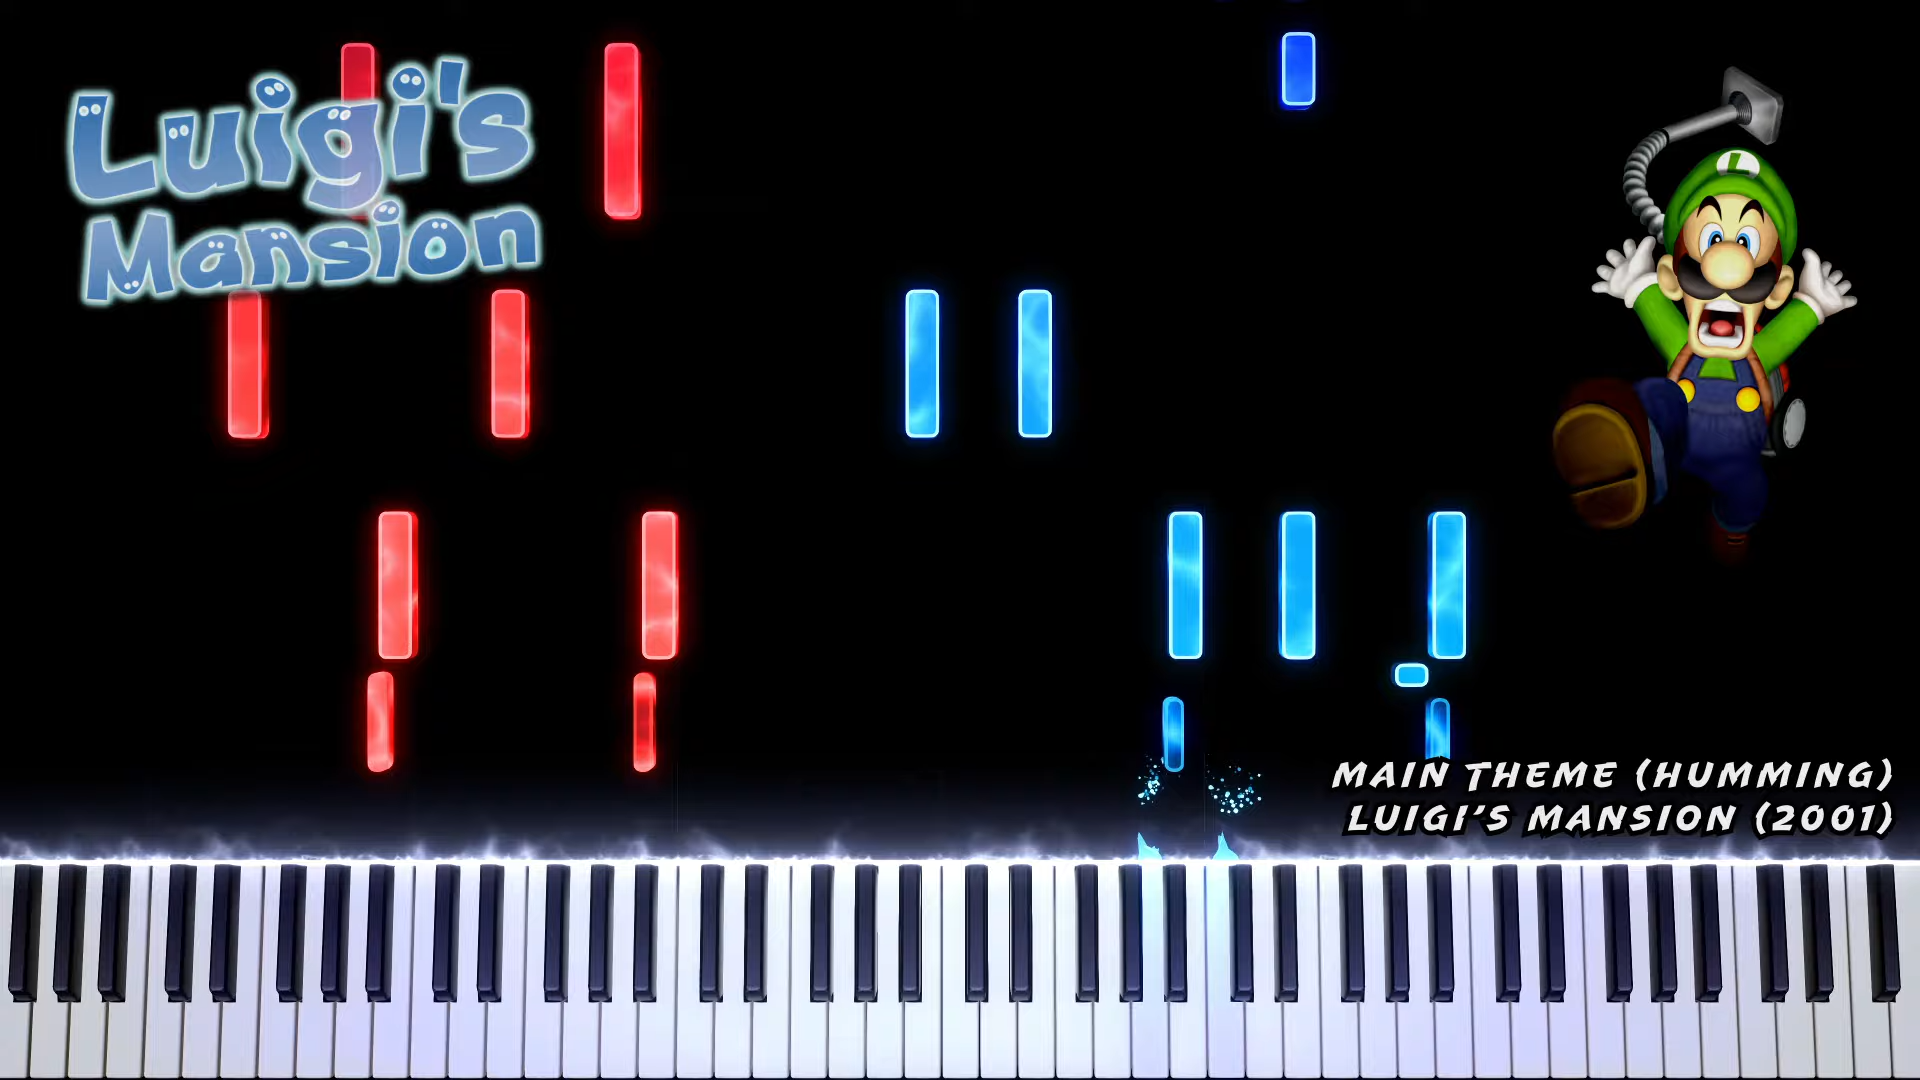 Luigi's
Mansion
L
MAIN THEME (HUMMING)
LUIGI'S MANSION (2001)